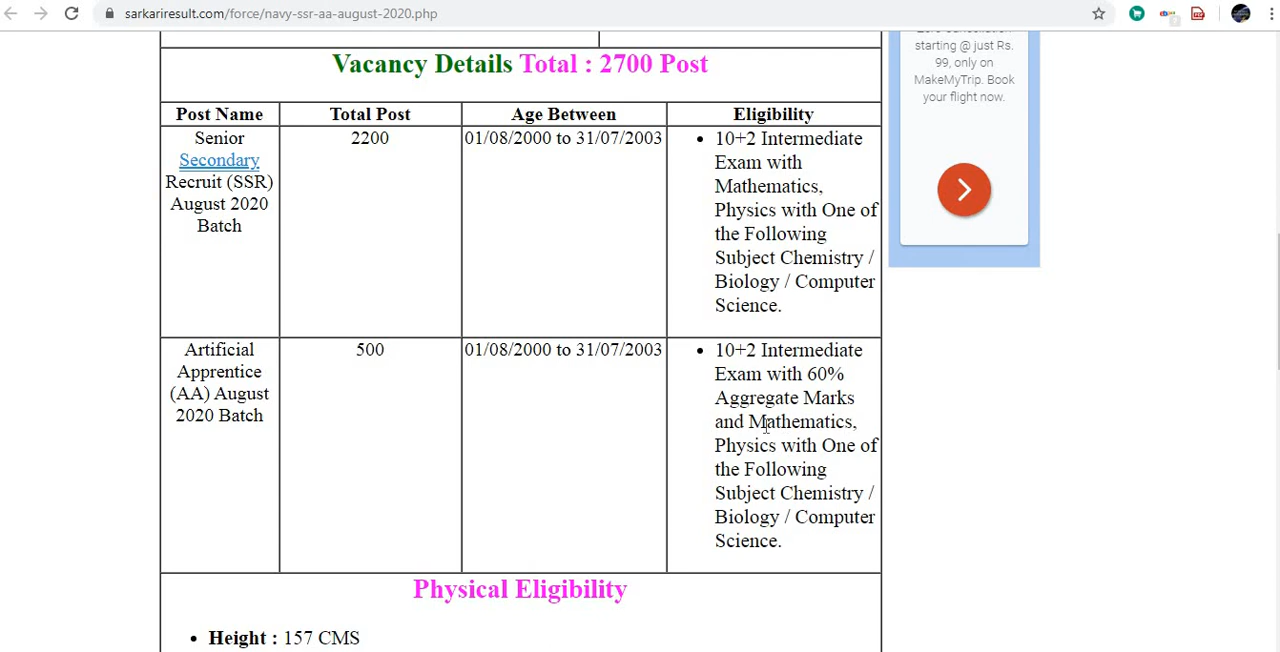 sarkariresult.com/force/navy-ssr-aa-august-2020.php
Vacancy Details Total : 2700 Post
Post Name
Total Post
Age Between
Eligibility
Senior
Secondary
Recruit (SSR)
August 2020
Batch
2200
01/08/2000 to 31/07/2003
10+2 Intermediate
Exam with
Mathematics,
Physics with One of
the Following
Subject Chemistry /
Biology / Computer
Science.
Artificial
Apprentice
(AA) August
2020 Batch
500
01/08/2000 to 31/07/2003
10+2 Intermediate
Exam with 60%
Aggregate Marks
and Mathematics,
Physics with One of
the Following
Subject Chemistry /
Biology / Computer
Science.
Physical Eligibility
Height : 157 CMS
starting @ just Rs.
99, only on
MakeMyTrip. Book
your flight now.